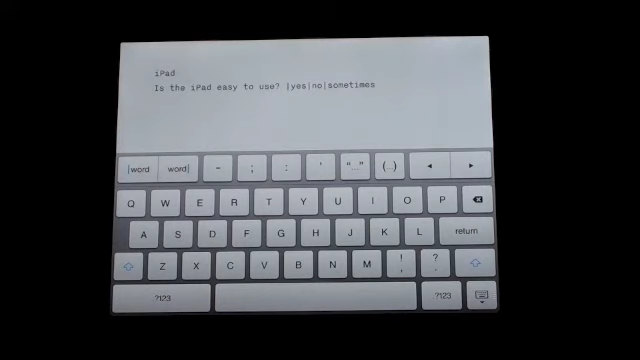 iPad
Is the iPad easy to use? |yes|no|sometimes
|word word| - ; : ' "..." (...) ◂ ▸
Q W E R T Y U I O P
A S D F G H J K L return
Z X C V B N M ! , ? .
?123 ?123